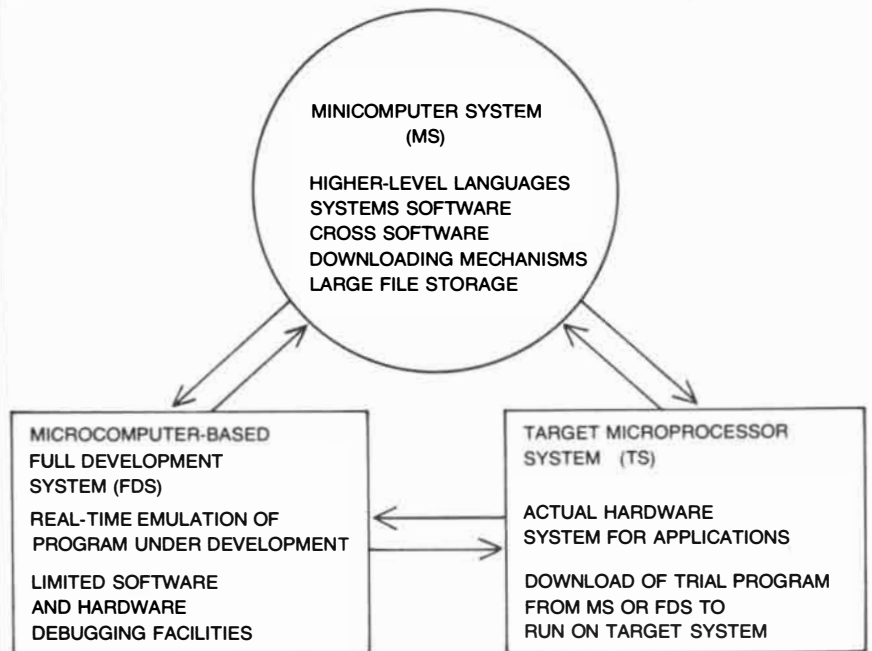 MINICOMPUTER SYSTEM
(MS)
HIGHER-LEVEL LANGUAGES
SYSTEMS SOFTWARE
CROSS SOFTWARE
DOWNLOADING MECHANISMS
LARGE FILE STORAGE
MICROCOMPUTER-BASED
FULL DEVELOPMENT
SYSTEM (FDS)
REAL-TIME EMULATION OF
PROGRAM UNDER DEVELOPMENT
LIMITED SOFTWARE
AND HARDWARE
DEBUGGING FACILITIES
TARGET MICROPROCESSOR
SYSTEM (TS)
ACTUAL HARDWARE
SYSTEM FOR APPLICATIONS
DOWNLOAD OF TRIAL PROGRAM
FROM MS OR FDS TO
RUN ON TARGET SYSTEM